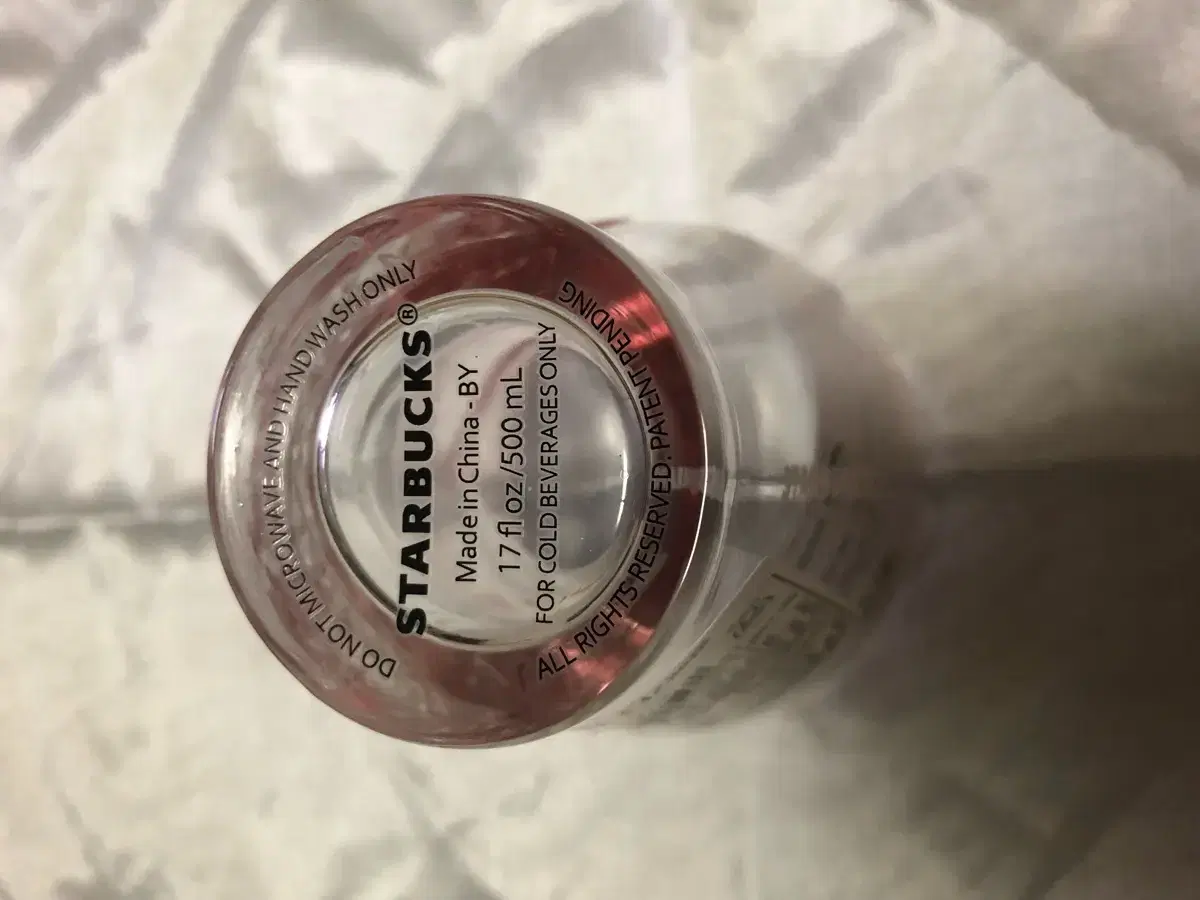 DO NOT MICROWAVE AND HAND WASH ONLY
STARBUCKS®
Made in China - BY
17 fl oz/500 mL
FOR COLD BEVERAGES ONLY
ALL RIGHTS RESERVED. PATENT PENDING